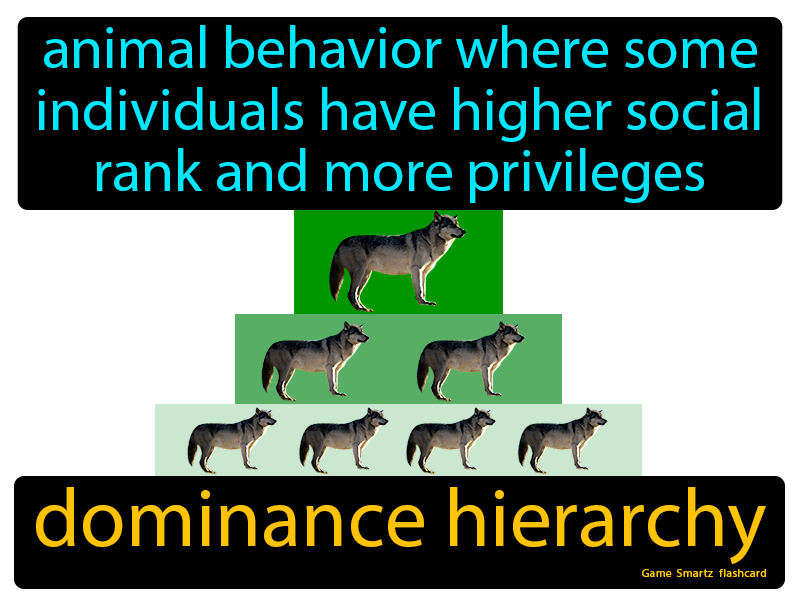 animal behavior where some
individuals have higher social
rank and more privileges
dominance hierarchy
Game Smartz flashcard